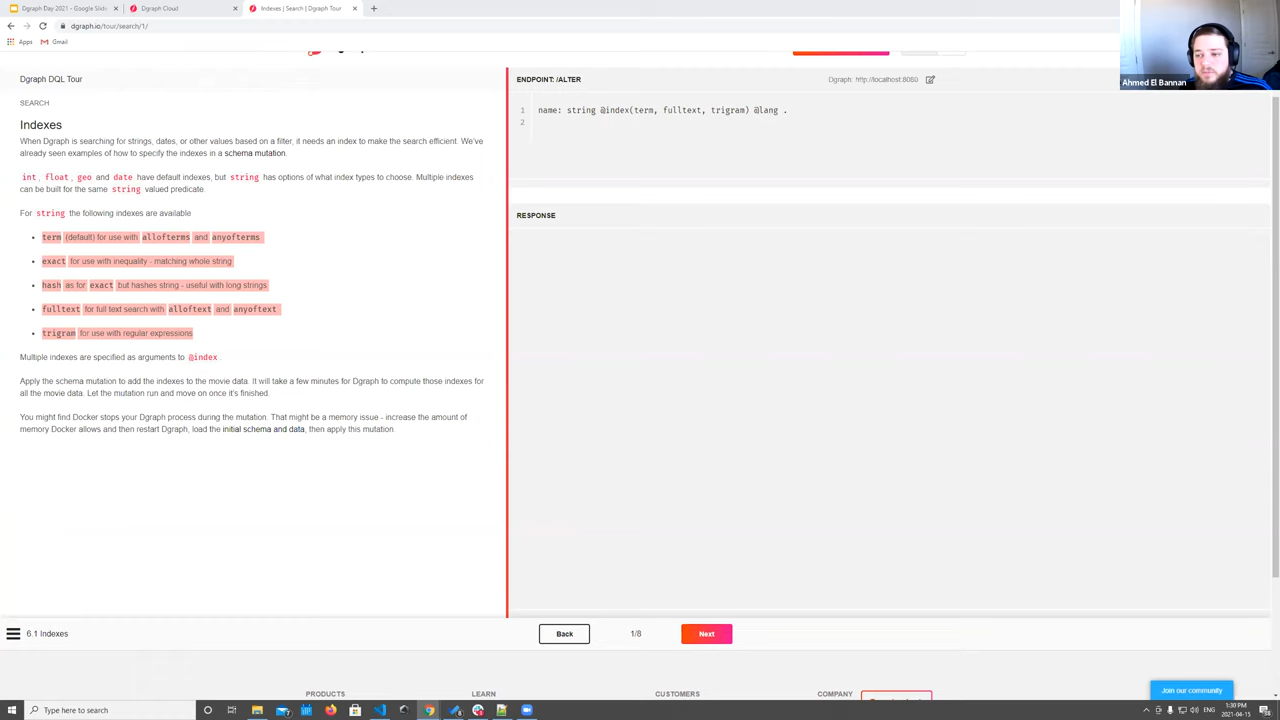 Dgraph Day 2021 - Google Slides
Dgraph Cloud
Indexes | Search | Dgraph Tour
dgraph.io/tour/search/1/
Apps
Gmail
Ahmed El Bannan
Dgraph DQL Tour
SEARCH
Indexes
When Dgraph is searching for strings, dates, or other values based on a filter, it needs an index to make the search efficient. We've
already seen examples of how to specify the indexes in a schema mutation.
int, float, geo and date have default indexes, but string has options of what index types to choose. Multiple indexes
can be built for the same string valued predicate.
For string the following indexes are available
term (default) for use with allofterms and anyofterms
exact for use with inequality - matching whole string
hash as for exact but hashes string - useful with long strings
fulltext for full text search with alloftext and anyoftext
trigram for use with regular expressions
Multiple indexes are specified as arguments to @index.
Apply the schema mutation to add the indexes to the movie data. It will take a few minutes for Dgraph to compute those indexes for
all the movie data. Let the mutation run and move on once it's finished.
You might find Docker stops your Dgraph process during the mutation. That might be a memory issue - increase the amount of
memory Docker allows and then restart Dgraph, load the initial schema and data, then apply this mutation.
ENDPOINT: /ALTER
Dgraph: http://localhost:8080
1 name: string @index(term, fulltext, trigram) @lang .
2
RESPONSE
6.1 Indexes
Back
1/8
Next
PRODUCTS
LEARN
CUSTOMERS
COMPANY
Join our community
Type here to search
1:30 PM
2021-04-15